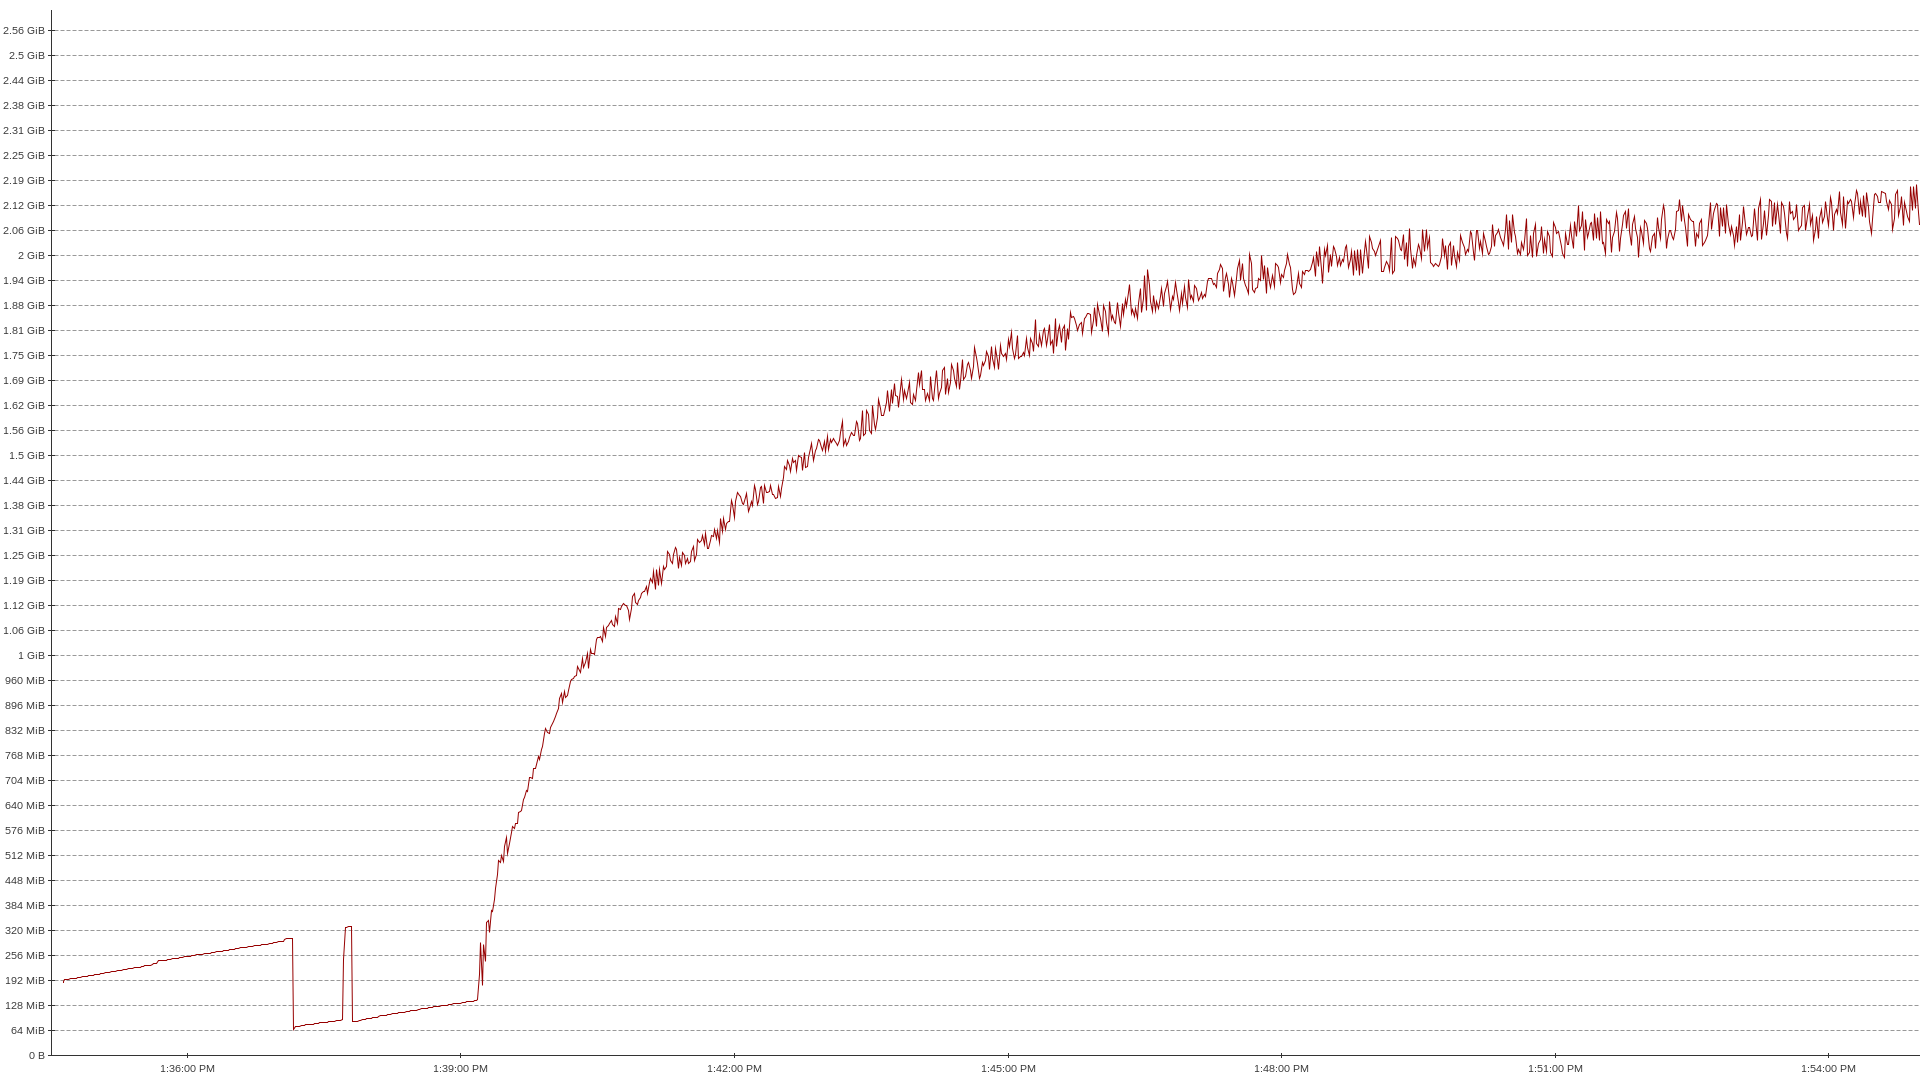 2.56 GiB
2.5 GiB
2.44 GiB
2.38 GiB
2.31 GiB
2.25 GiB
2.19 GiB
2.12 GiB
2.06 GiB
2 GiB
1.94 GiB
1.88 GiB
1.81 GiB
1.75 GiB
1.69 GiB
1.62 GiB
1.56 GiB
1.5 GiB
1.44 GiB
1.38 GiB
1.31 GiB
1.25 GiB
1.19 GiB
1.12 GiB
1.06 GiB
1 GiB
960 MiB
896 MiB
832 MiB
768 MiB
704 MiB
640 MiB
576 MiB
512 MiB
448 MiB
384 MiB
320 MiB
256 MiB
192 MiB
128 MiB
64 MiB
0 B
1:36:00 PM 1:39:00 PM 1:42:00 PM 1:45:00 PM 1:48:00 PM 1:51:00 PM 1:54:00 PM